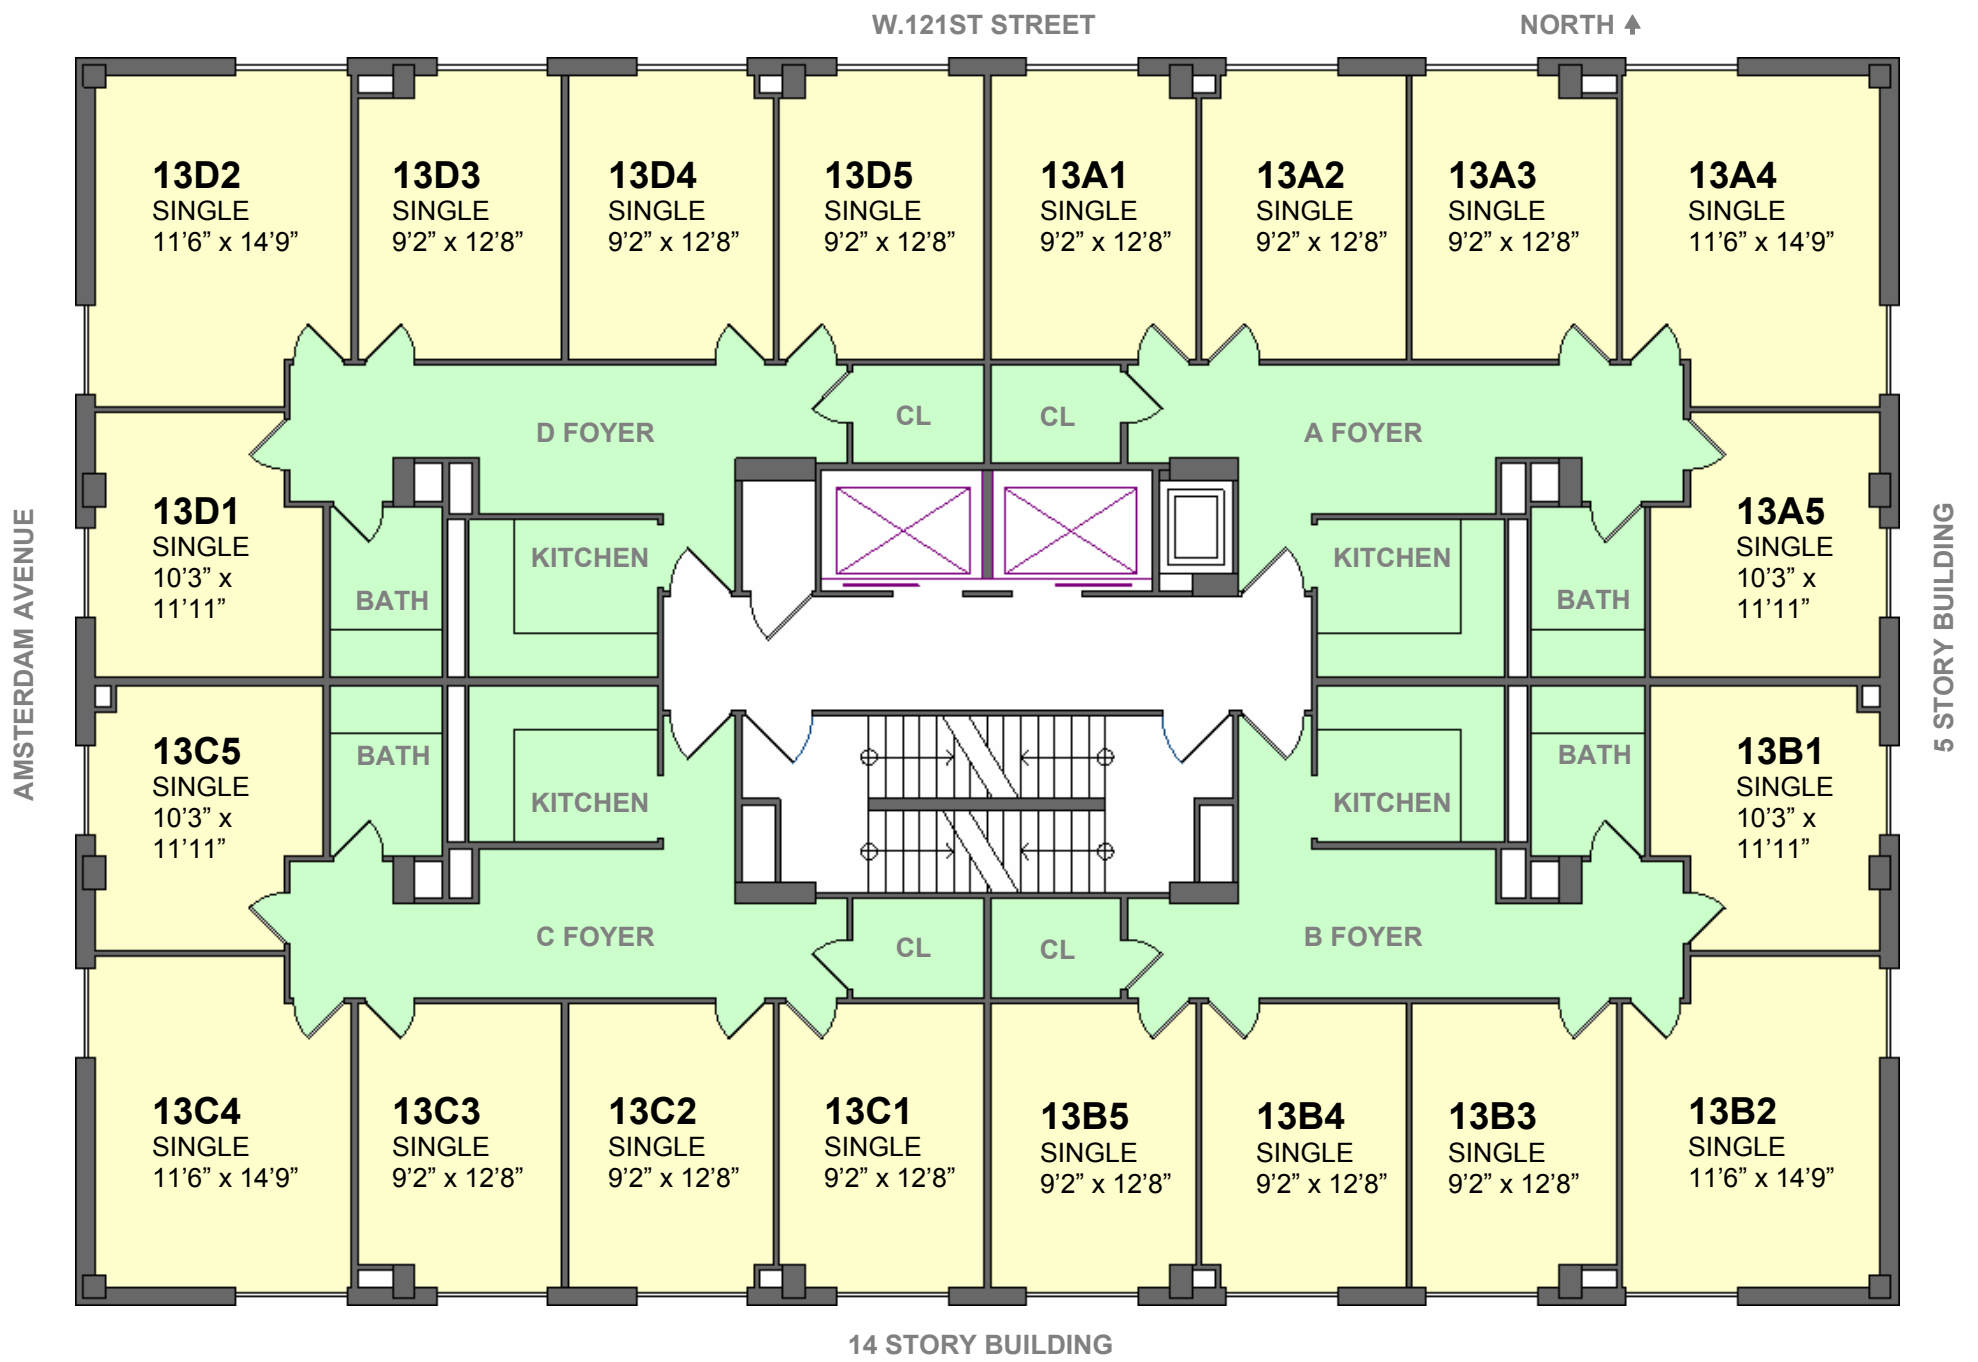 W.121ST STREET
NORTH
13D2
SINGLE
11’6” x 14’9”
13D3
SINGLE
9’2” x 12’8”
13D4
SINGLE
9’2” x 12’8”
13D5
SINGLE
9’2” x 12’8”
13A1
SINGLE
9’2” x 12’8”
13A2
SINGLE
9’2” x 12’8”
13A3
SINGLE
9’2” x 12’8”
13A4
SINGLE
11’6” x 14’9”
D FOYER
CL
CL
A FOYER
13D1
SINGLE
10’3” x
11’11”
BATH
KITCHEN
KITCHEN
BATH
13A5
SINGLE
10’3” x
11’11”
AMSTERDAM AVENUE
5 STORY BUILDING
13C5
SINGLE
10’3” x
11’11”
BATH
KITCHEN
KITCHEN
BATH
13B1
SINGLE
10’3” x
11’11”
C FOYER
CL
CL
B FOYER
13C4
SINGLE
11’6” x 14’9”
13C3
SINGLE
9’2” x 12’8”
13C2
SINGLE
9’2” x 12’8”
13C1
SINGLE
9’2” x 12’8”
13B5
SINGLE
9’2” x 12’8”
13B4
SINGLE
9’2” x 12’8”
13B3
SINGLE
9’2” x 12’8”
13B2
SINGLE
11’6” x 14’9”
14 STORY BUILDING